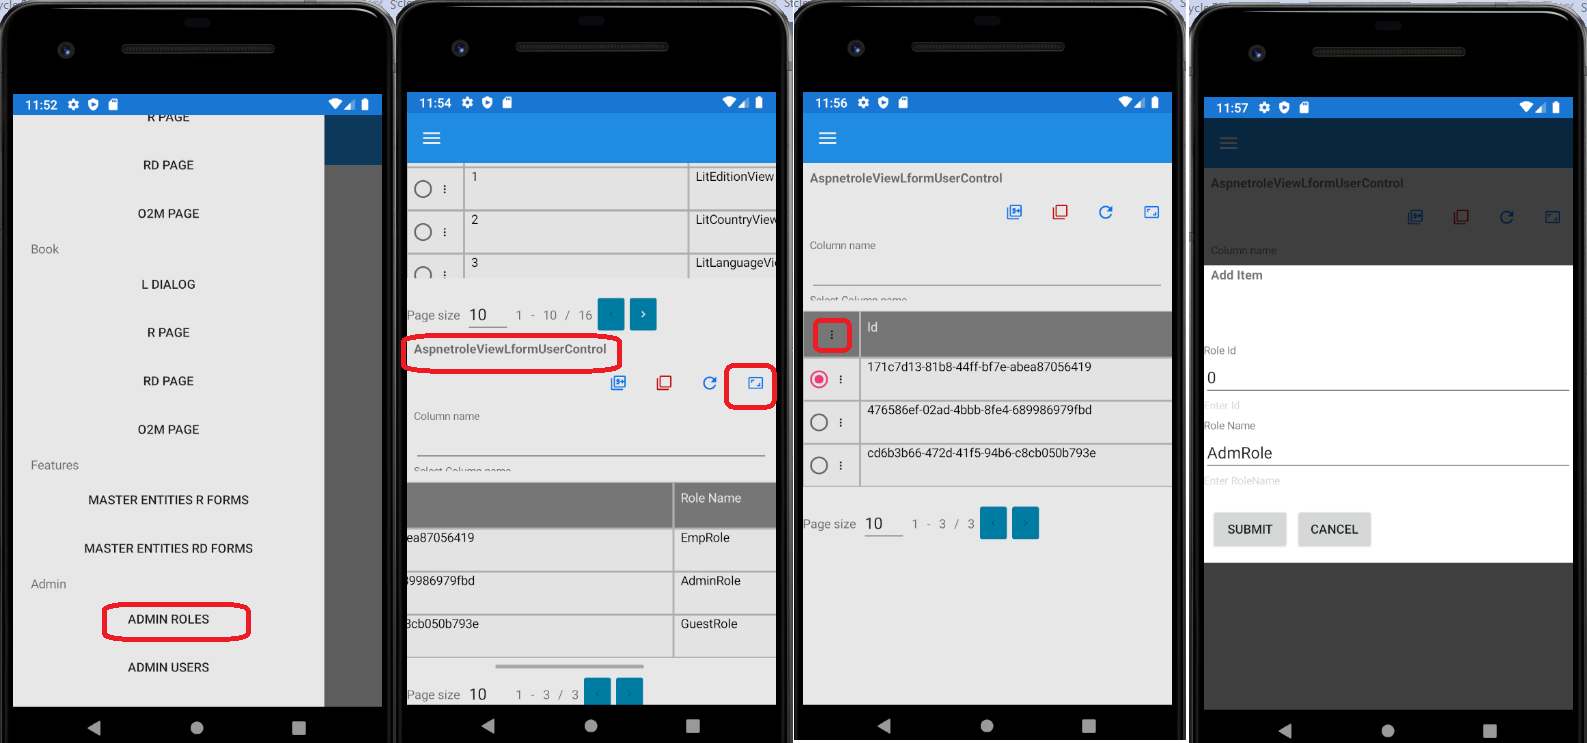 11:52
R PAGE
RD PAGE
O2M PAGE
Book
L DIALOG
R PAGE
RD PAGE
O2M PAGE
Features
MASTER ENTITIES R FORMS
MASTER ENTITIES RD FORMS
Admin
ADMIN ROLES
ADMIN USERS
11:54
1 LitEditionView
2 LitCountryView
3 LitLanguageVi
Page size 10 1 - 10 / 16 < >
AspnetroleViewLformUserControl
9+
Column name
Select Column name
Role Name
ea87056419 EmpRole
89986979fbd AdminRole
8cb050b793e GuestRole
Page size 10 1 - 3 / 3 < >
11:56
AspnetroleViewLformUserControl
9+
Column name
Select Column name
Id
171c7d13-81b8-44ff-bf7e-abea87056419
476586ef-02ad-4bbb-8fe4-689986979fbd
cd6b3b66-472d-41f5-94b6-c8cb050b793e
Page size 10 1 - 3 / 3 < >
11:57
AspnetroleViewLformUserControl
9+
Column name
Add Item
Role Id
0
Enter Id
Role Name
AdmRole
Enter RoleName
SUBMIT CANCEL